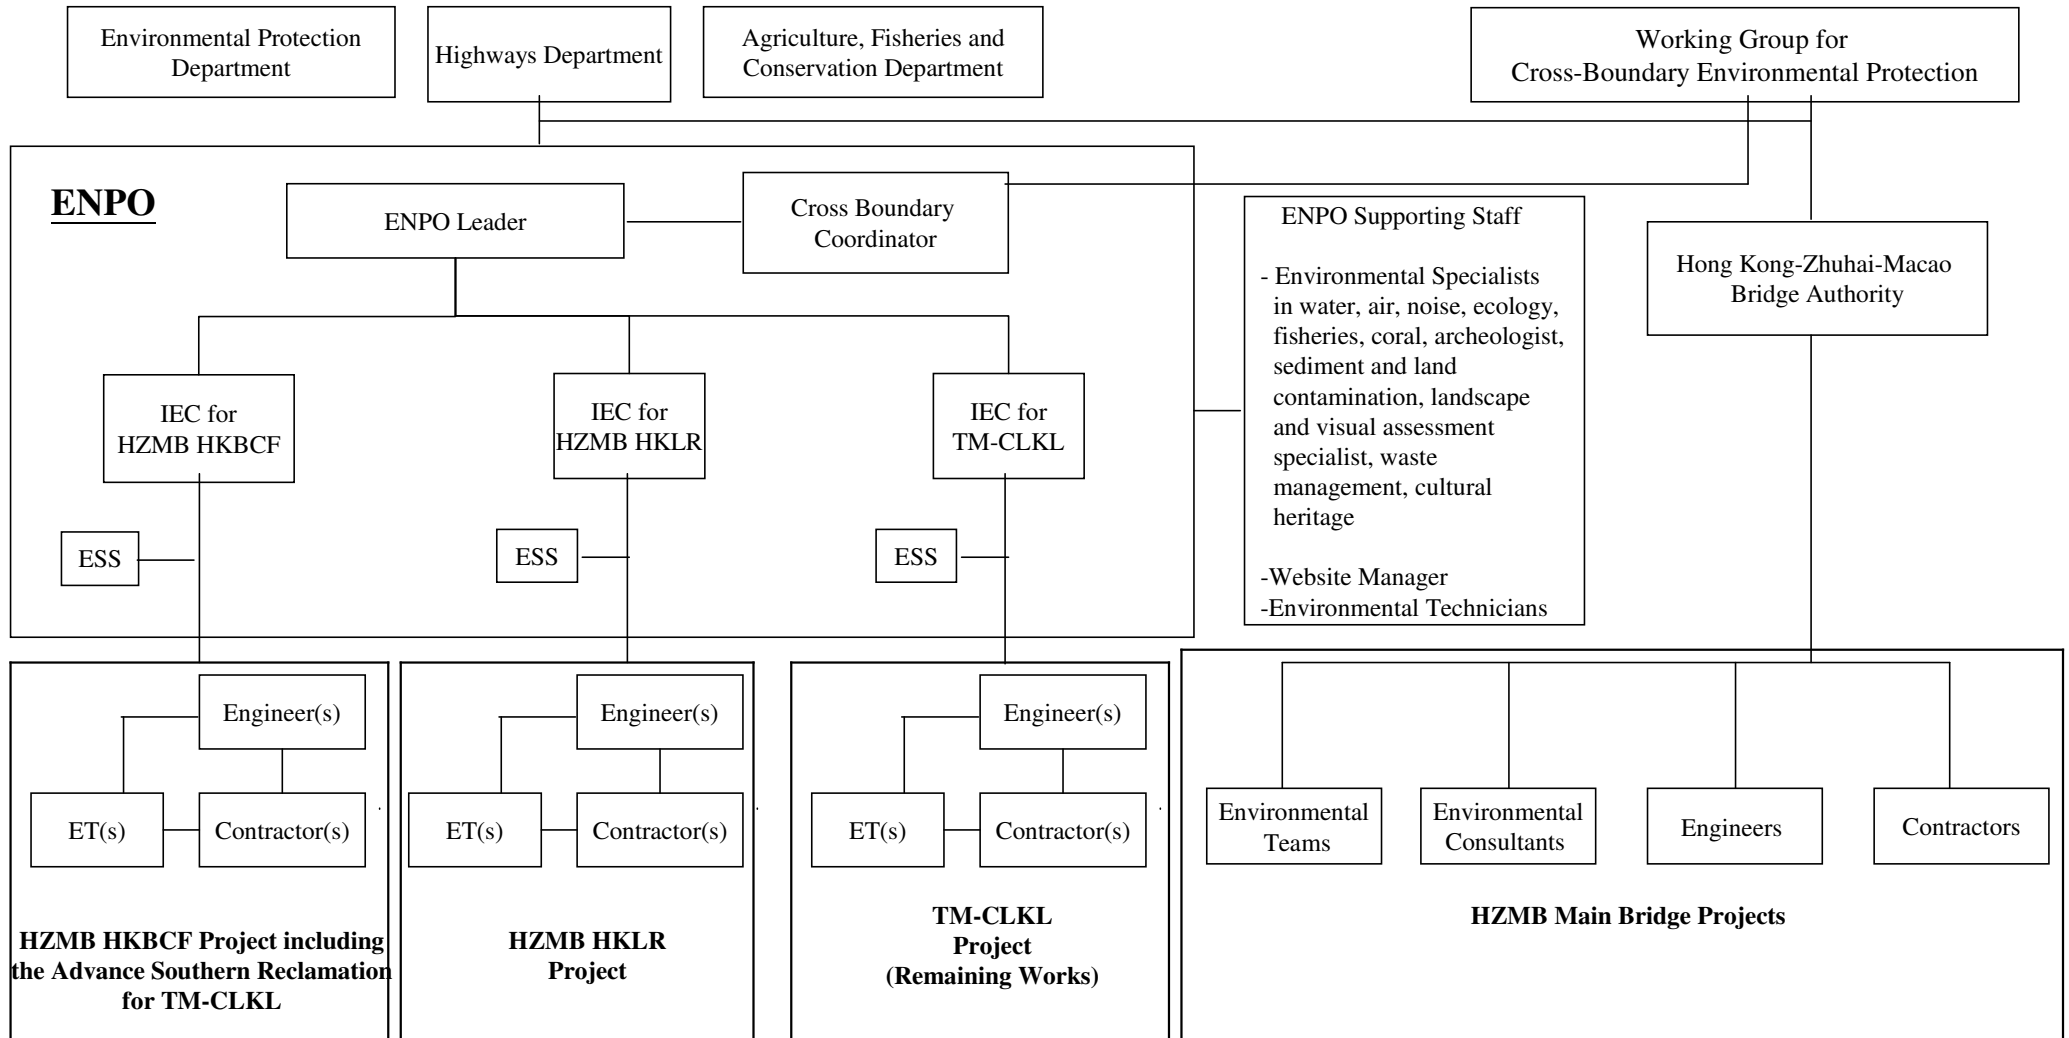 Environmental Protection
Department
Highways Department
Agriculture, Fisheries and
Conservation Department
Working Group for
Cross-Boundary Environmental Protection
ENPO
ENPO Leader
Cross Boundary
Coordinator
ENPO Supporting Staff
- Environmental Specialists
in water, air, noise, ecology,
fisheries, coral, archeologist,
sediment and land
contamination, landscape
and visual assessment
specialist, waste
management, cultural
heritage
-Website Manager
-Environmental Technicians
Hong Kong-Zhuhai-Macao
Bridge Authority
IEC for
HZMB HKBCF
IEC for
HZMB HKLR
IEC for
TM-CLKL
ESS
ESS
ESS
Engineer(s)
ET(s)
Contractor(s)
HZMB HKBCF Project including
the Advance Southern Reclamation
for TM-CLKL
Engineer(s)
ET(s)
Contractor(s)
HZMB HKLR
Project
Engineer(s)
ET(s)
Contractor(s)
TM-CLKL
Project
(Remaining Works)
Environmental
Teams
Environmental
Consultants
Engineers
Contractors
HZMB Main Bridge Projects